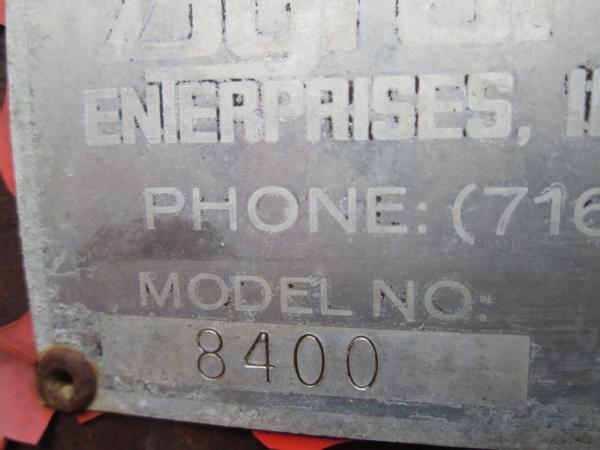 ENTERPRISES, I
PHONE: (716
MODEL NO:
8400